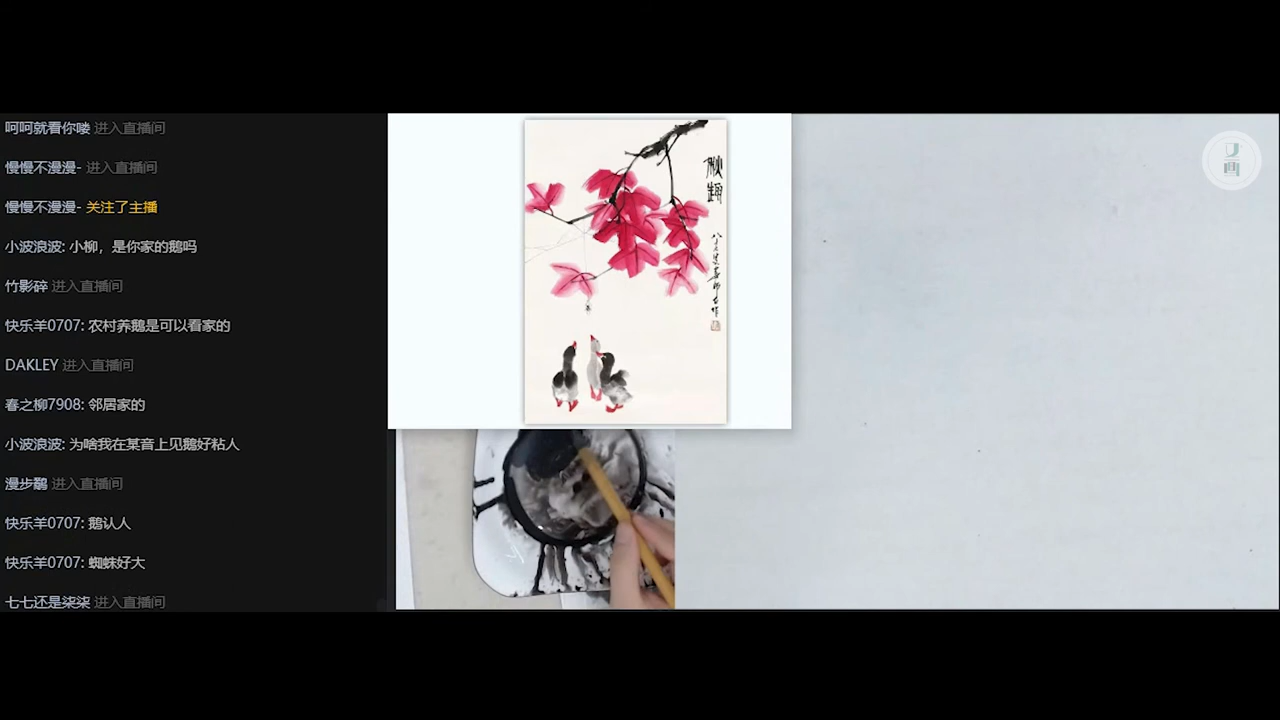 呵呵就看你喽 进入直播间
慢慢不漫漫- 进入直播间
慢慢不漫漫- 关注了主播
小波浪波: 小柳，是你家的鹅吗
竹影碎 进入直播间
快乐羊0707: 农村养鹅是可以看家的
DAKLEY 进入直播间
春之柳7908: 邻居家的
小波浪波: 为啥我在某音上见鹅好粘人
漫步鹬 进入直播间
快乐羊0707: 鹅认人
快乐羊0707: 蜘蛛好大
七七还是柒柒 进入直播间
秋趣